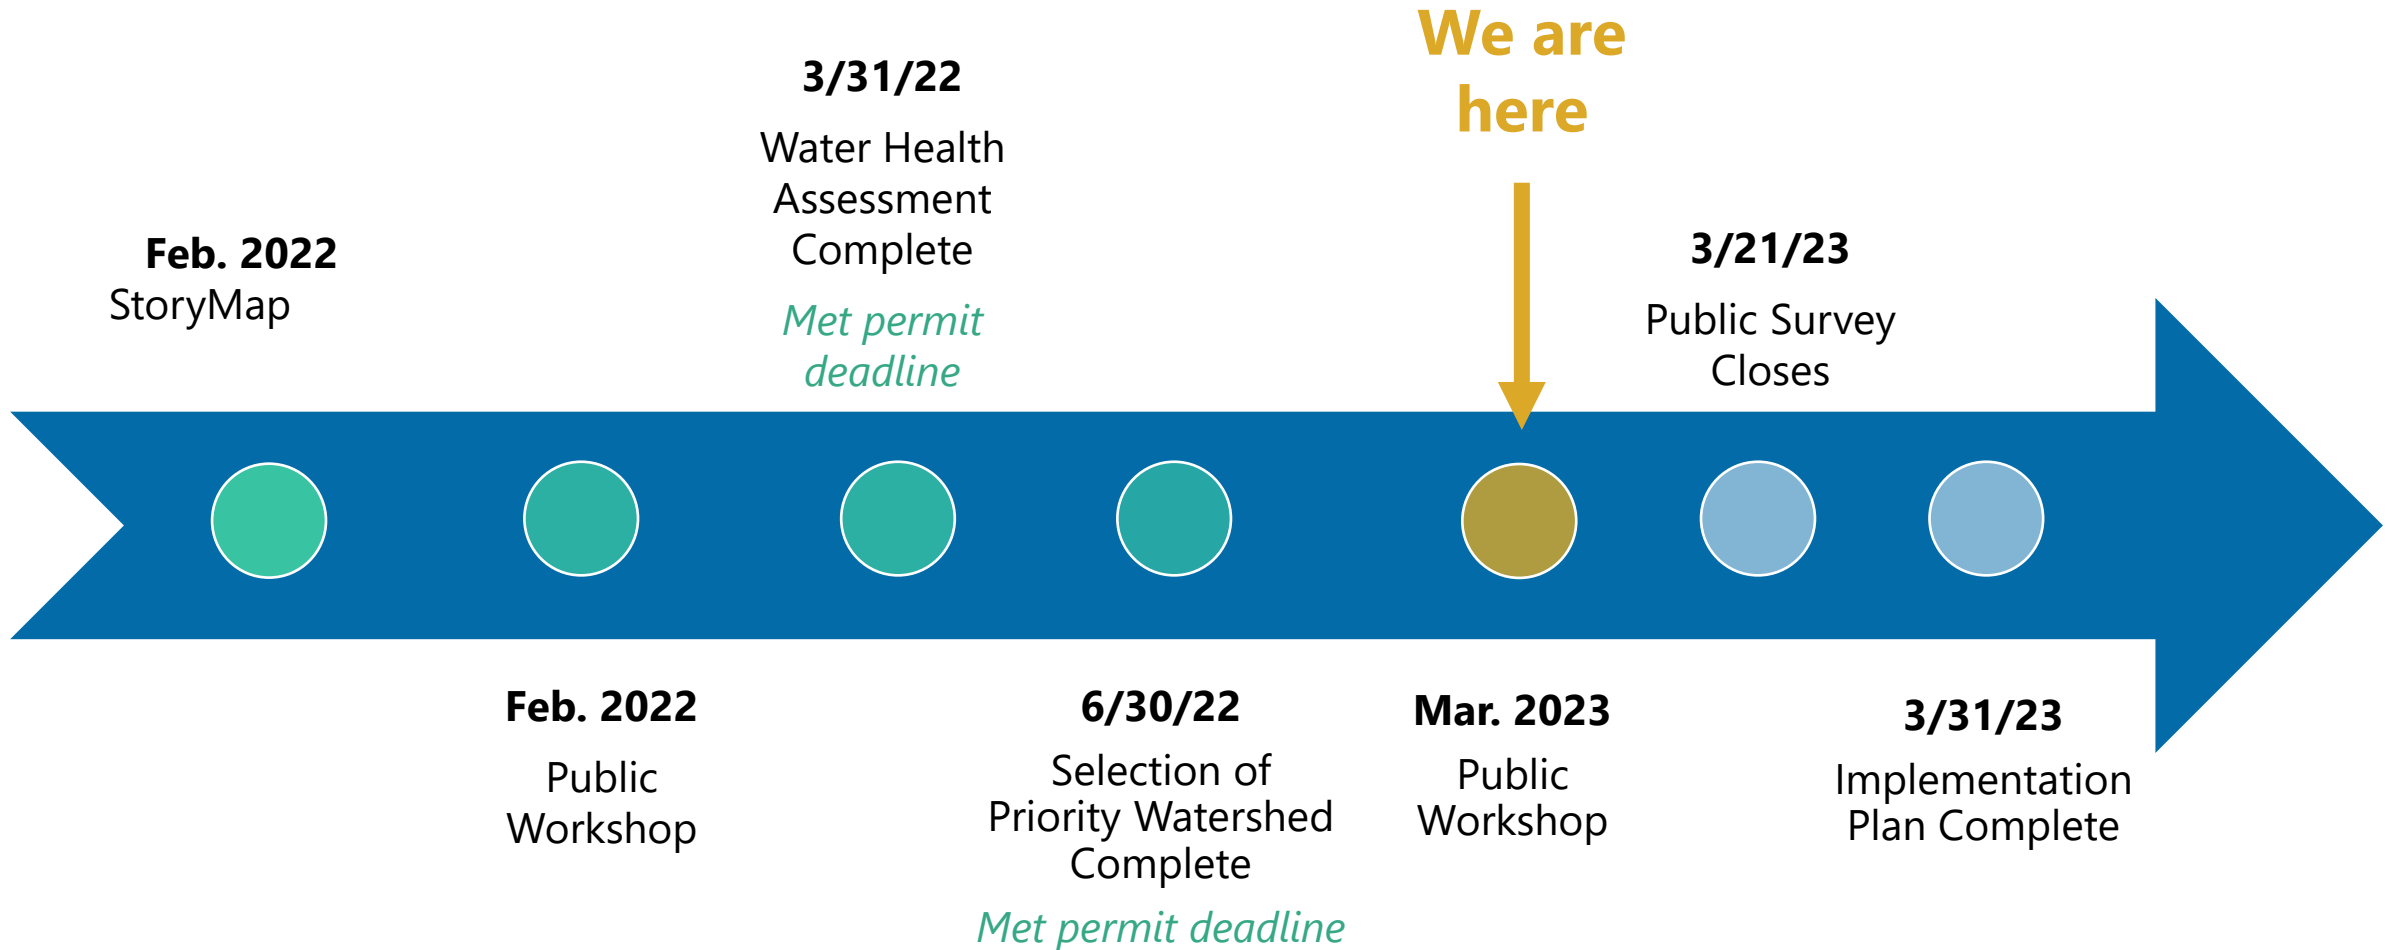 Feb. 2022
StoryMap
Feb. 2022
Public
Workshop
3/31/22
Water Health
Assessment
Complete
Met permit
deadline
6/30/22
Selection of
Priority Watershed
Complete
Met permit deadline
We are
here
Mar. 2023
Public
Workshop
3/21/23
Public Survey
Closes
3/31/23
Implementation
Plan Complete